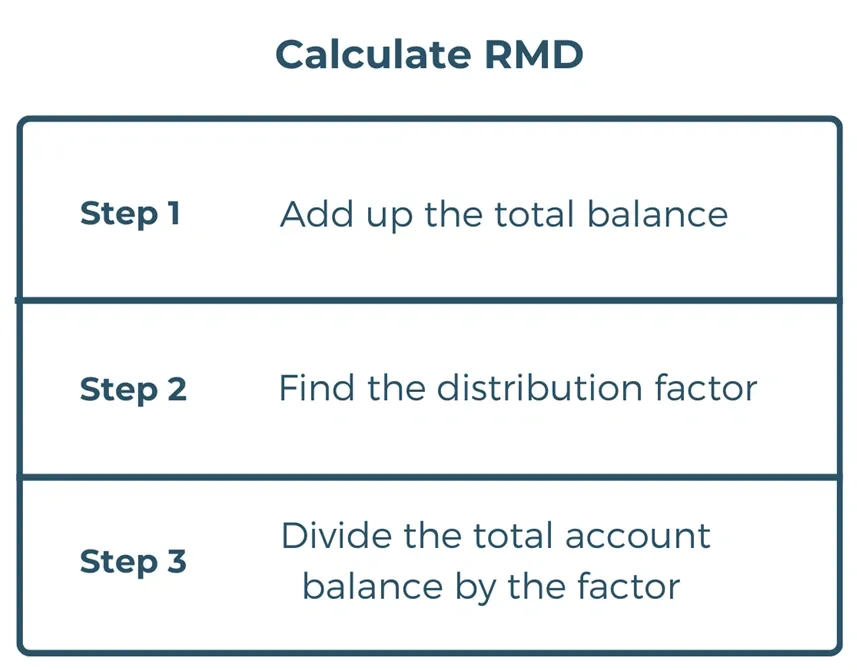 Calculate RMD
Step 1 Add up the total balance
Step 2 Find the distribution factor
Step 3 Divide the total account
balance by the factor